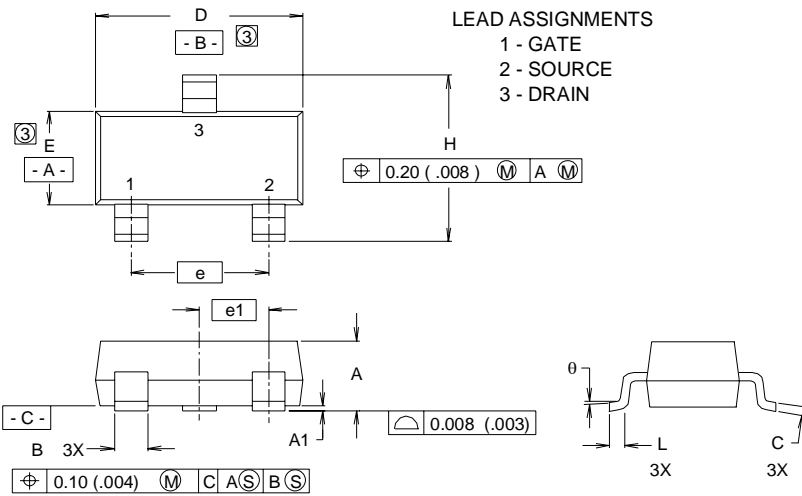 D
- B -
③
LEAD ASSIGNMENTS
1 - GATE
2 - SOURCE
3 - DRAIN
3
③
E
- A -
H
⌖ 0.20 ( .008 ) Ⓜ A Ⓜ
1
2
e
e1
A
θ
- C -
A1
⌓ 0.008 (.003)
B 3X
L
3X
C
3X
⌖ 0.10 (.004) Ⓜ C A Ⓢ B Ⓢ